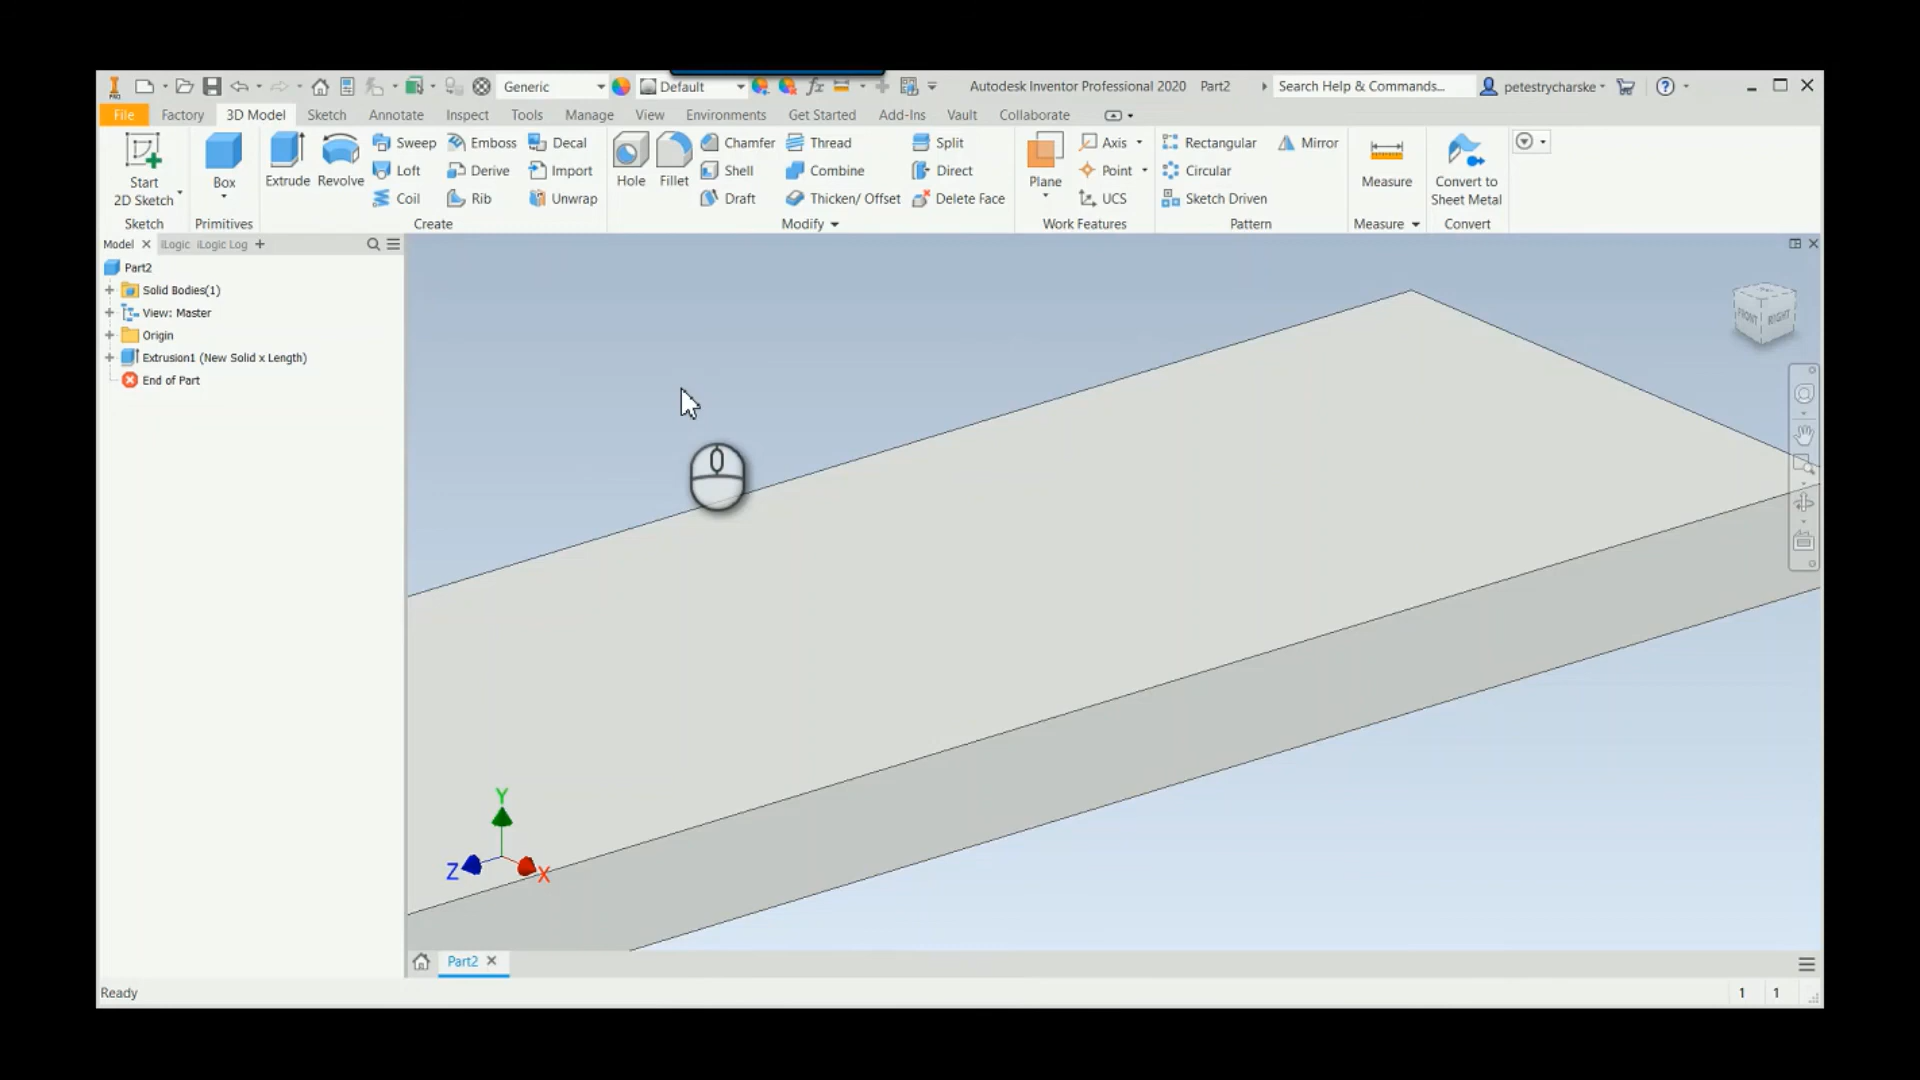 PRO
Generic
Default
fx
Autodesk Inventor Professional 2020 Part2
Search Help & Commands...
petestrycharske
File
Factory
3D Model
Sketch
Annotate
Inspect
Tools
Manage
View
Environments
Get Started
Add-Ins
Vault
Collaborate
Start
2D Sketch
Box
Extrude
Revolve
Sweep
Loft
Coil
Emboss
Derive
Rib
Decal
Import
Unwrap
Hole
Fillet
Chamfer
Shell
Draft
Thread
Combine
Thicken/ Offset
Split
Direct
Delete Face
Plane
Axis
Point
UCS
Rectangular
Circular
Sketch Driven
Mirror
Measure
Convert to
Sheet Metal
Sketch
Primitives
Create
Modify
Work Features
Pattern
Measure
Convert
Model
iLogic
iLogic Log
Part2
Solid Bodies(1)
View: Master
Origin
Extrusion1 (New Solid x Length)
End of Part
FRONT
RIGHT
Y
Z
X
Part2
Ready
1
1